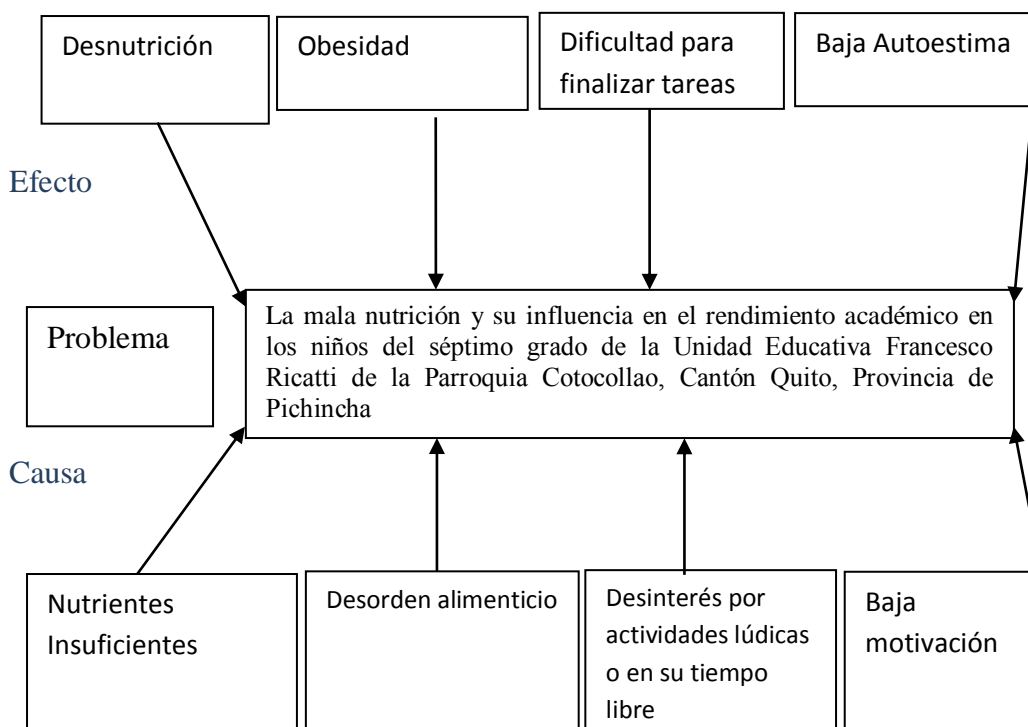 Desnutrición
Obesidad
Dificultad para
finalizar tareas
Baja Autoestima
Efecto
Problema
La mala nutrición y su influencia en el rendimiento académico en
los niños del séptimo grado de la Unidad Educativa Francesco
Ricatti de la Parroquia Cotocollao, Cantón Quito, Provincia de
Pichincha
Causa
Nutrientes
Insuficientes
Desorden alimenticio
Desinterés por
actividades lúdicas
o en su tiempo
libre
Baja
motivación